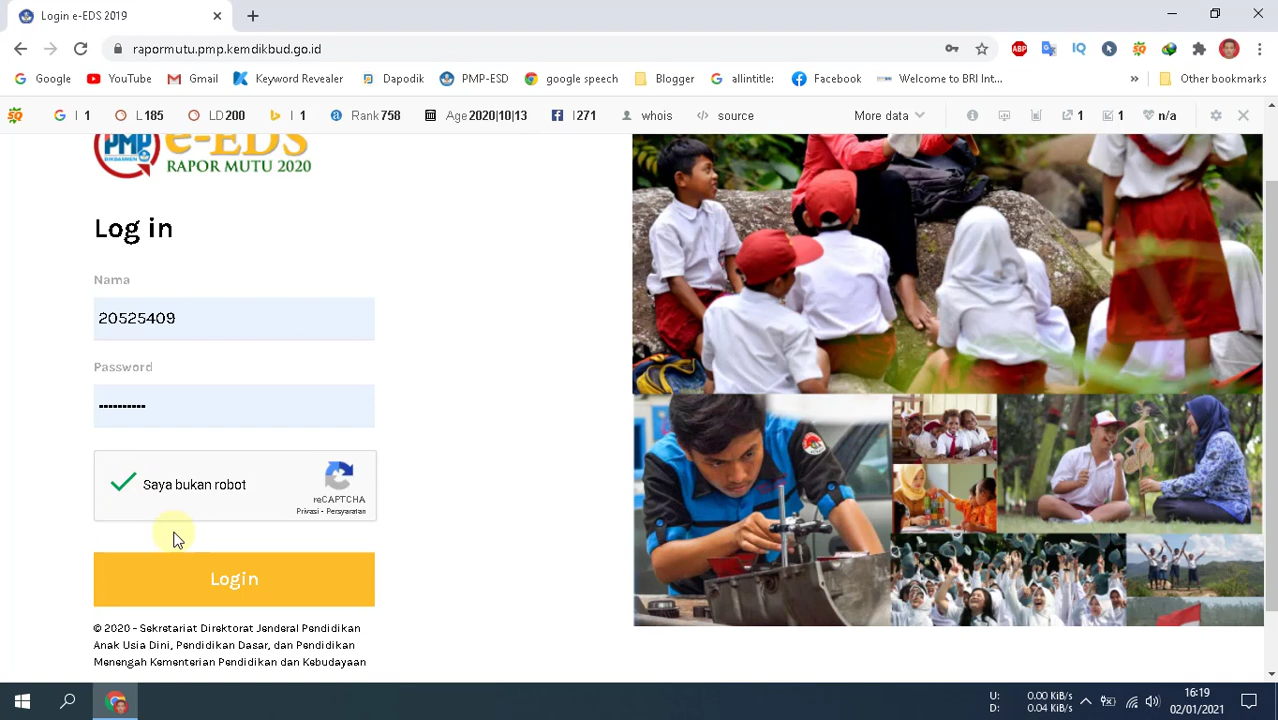 Login e-EDS 2019
rapormutu.pmp.kemdikbud.go.id
Google YouTube Gmail Keyword Revealer Dapodik PMP-ESD google speech Blogger allintitle: Facebook Welcome to BRI Int... » Other bookmarks
I 1 L 185 LD 200 I 1 Rank 758 Age 2020|10|13 I 271 whois source More data 1 1 n/a
PMP e-EDS
DIKDASMEN RAPOR MUTU 2020
Log in
Nama
20525409
Password
Saya bukan robot
reCAPTCHA
Privasi - Persyaratan
Login
© 2020 - Sekretariat Direktorat Jenderal Pendidikan
Anak Usia Dini, Pendidikan Dasar, dan Pendidikan
Menengah Kementerian Pendidikan dan Kebudayaan
U: 0.00 KiB/s
D: 0.04 KiB/s
16:19
02/01/2021